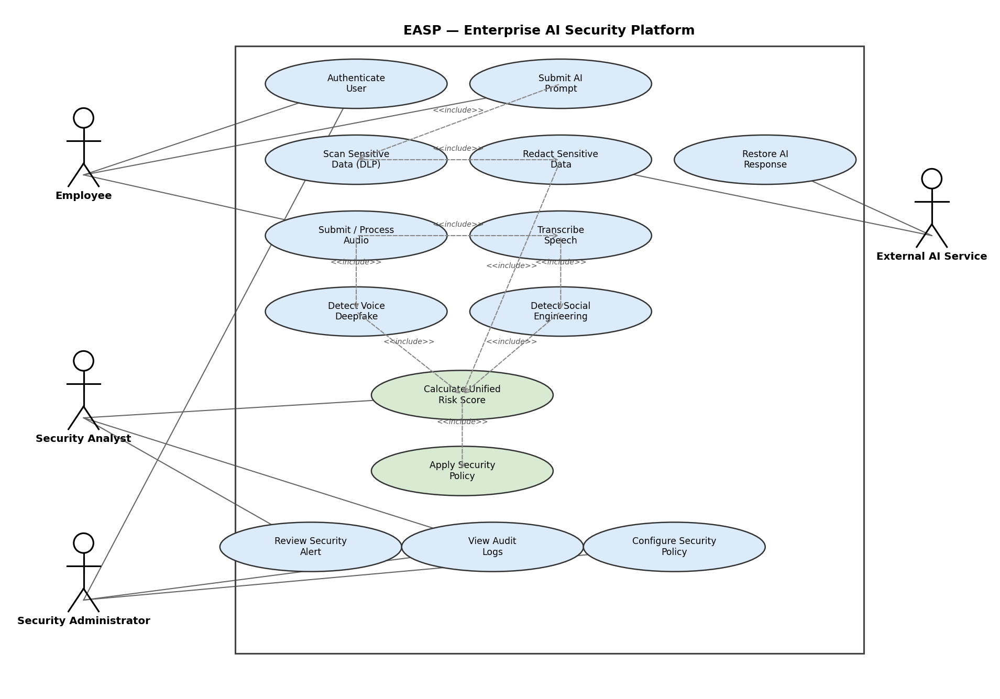 EASP — Enterprise AI Security Platform
Authenticate
User
Submit AI
Prompt
<<include>>
<<include>>
Scan Sensitive
Data (DLP)
Redact Sensitive
Data
Restore AI
Response
Employee
<<include>>
Submit / Process
Audio
Transcribe
Speech
External AI Service
<<include>>
<<include>>
<<include>>
Detect Voice
Deepfake
Detect Social
Engineering
<<include>>
<<include>>
Calculate Unified
Risk Score
<<include>>
Security Analyst
Apply Security
Policy
Review Security
Alert
View Audit
Logs
Configure Security
Policy
Security Administrator